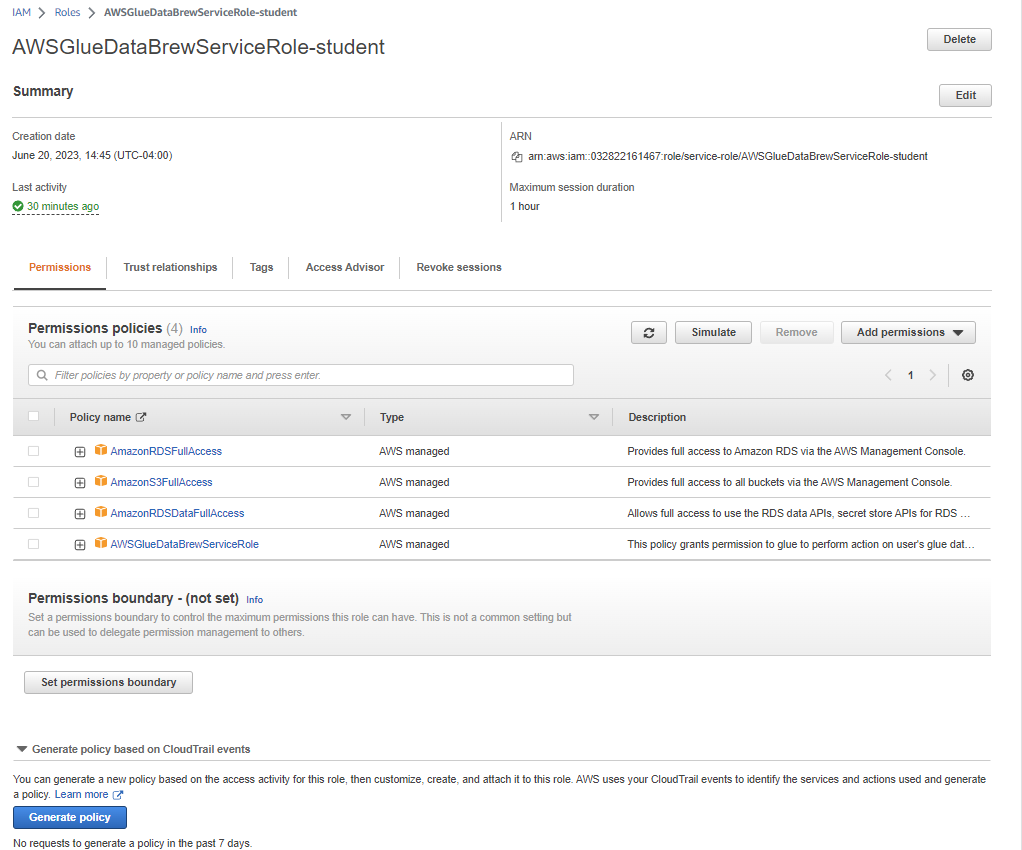 IAM > Roles > AWSGlueDataBrewServiceRole-student
AWSGlueDataBrewServiceRole-student
Delete
Summary
Edit
Creation date
June 20, 2023, 14:45 (UTC-04:00)
ARN
arn:aws:iam::032822161467:role/service-role/AWSGlueDataBrewServiceRole-student
Last activity
30 minutes ago
Maximum session duration
1 hour
Permissions Trust relationships Tags Access Advisor Revoke sessions
Permissions policies (4) Info
You can attach up to 10 managed policies.
Simulate Remove Add permissions
Filter policies by property or policy name and press enter.
1
Policy name Type Description
AmazonRDSFullAccess AWS managed Provides full access to Amazon RDS via the AWS Management Console.
AmazonS3FullAccess AWS managed Provides full access to all buckets via the AWS Management Console.
AmazonRDSDataFullAccess AWS managed Allows full access to use the RDS data APIs, secret store APIs for RDS ...
AWSGlueDataBrewServiceRole AWS managed This policy grants permission to glue to perform action on user's glue dat...
Permissions boundary - (not set) Info
Set a permissions boundary to control the maximum permissions this role can have. This is not a common setting but
can be used to delegate permission management to others.
Set permissions boundary
Generate policy based on CloudTrail events
You can generate a new policy based on the access activity for this role, then customize, create, and attach it to this role. AWS uses your CloudTrail events to identify the services and actions used and generate
a policy. Learn more
Generate policy
No requests to generate a policy in the past 7 days.